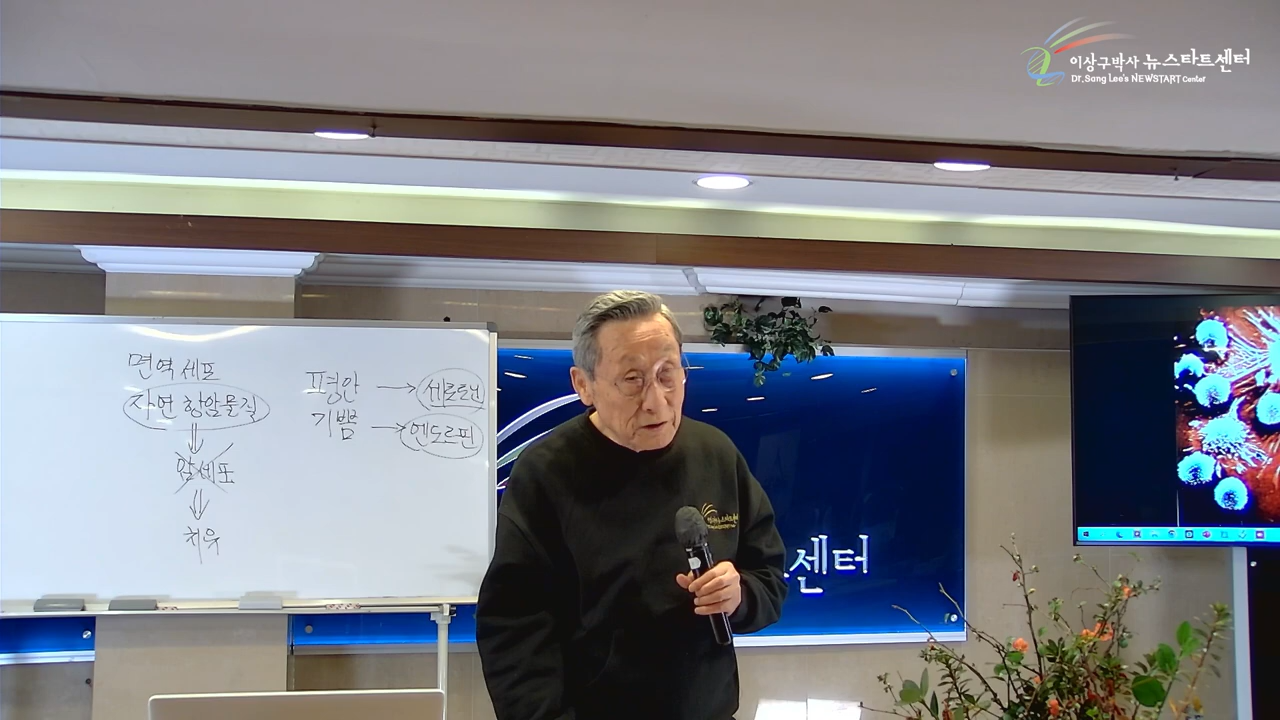 이상구박사 뉴스타트센터
Dr. Sang Lee's NEWSTART Center
면역세포
자연 항암물질
암세포
치유
평안 → 세로토닌
기쁨 → 엔도르핀
센터